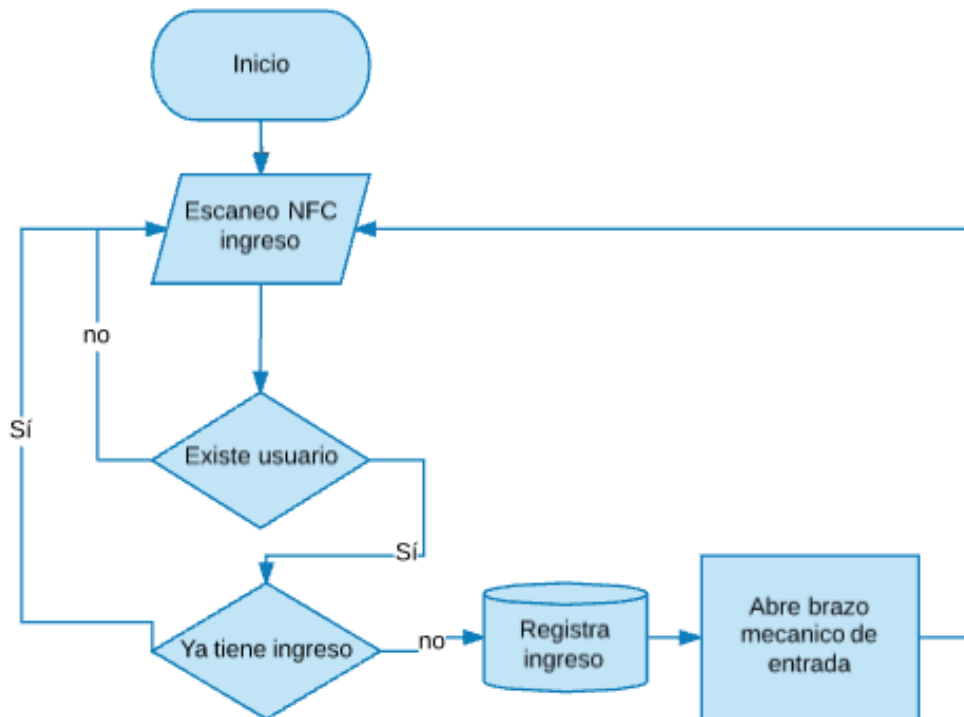 Inicio
Escaneo NFC
ingreso
no
Sí
Existe usuario
Sí
Ya tiene ingreso
no
Registra
ingreso
Abre brazo
mecanico de
entrada